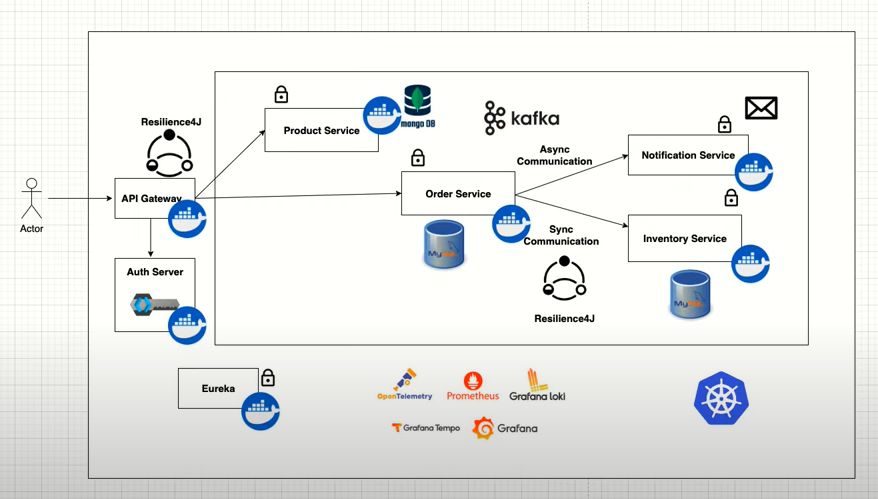 Resilience4J
Product Service
mongo DB
kafka
Async
Communication
Notification Service
Actor
API Gateway
Order Service
MySQL
Sync
Communication
Inventory Service
MySQL
Auth Server
Resilience4J
Eureka
OpenTelemetry
Prometheus
Grafana loki
Grafana Tempo
Grafana